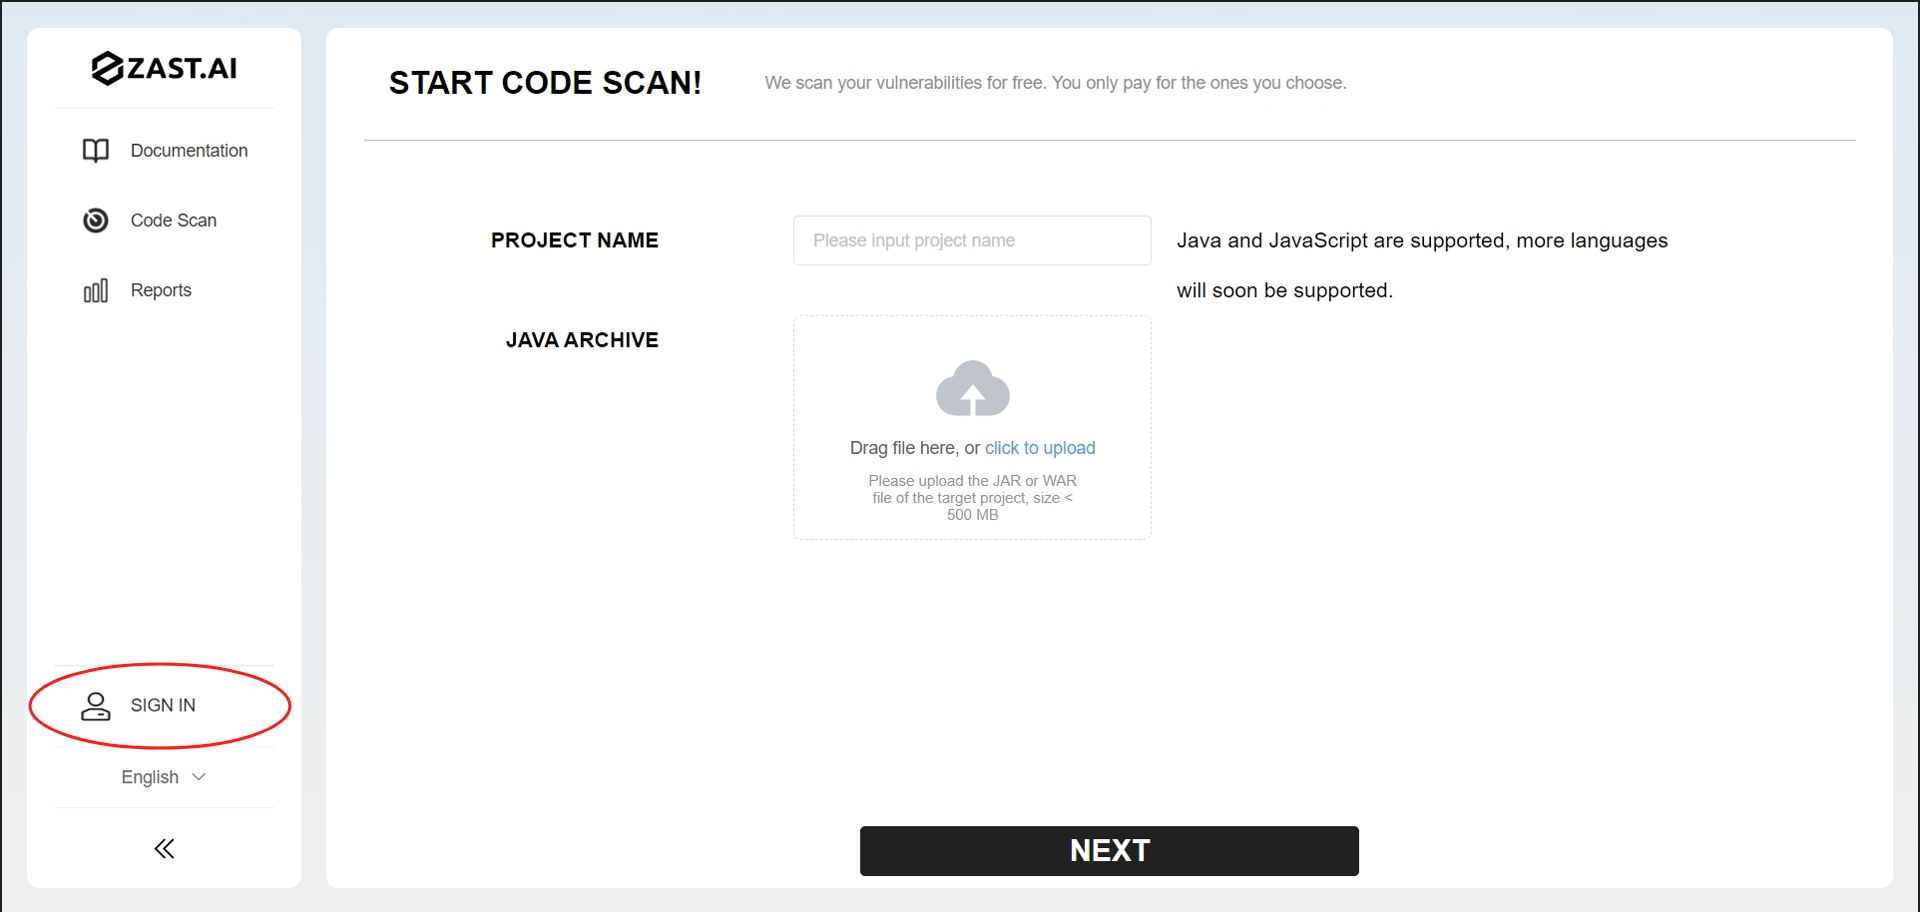 ZAST.AI
Documentation
Code Scan
Reports
SIGN IN
English
START CODE SCAN!
We scan your vulnerabilities for free. You only pay for the ones you choose.
PROJECT NAME
Please input project name
Java and JavaScript are supported, more languages
will soon be supported.
JAVA ARCHIVE
Drag file here, or click to upload
Please upload the JAR or WAR
file of the target project, size <
500 MB
NEXT